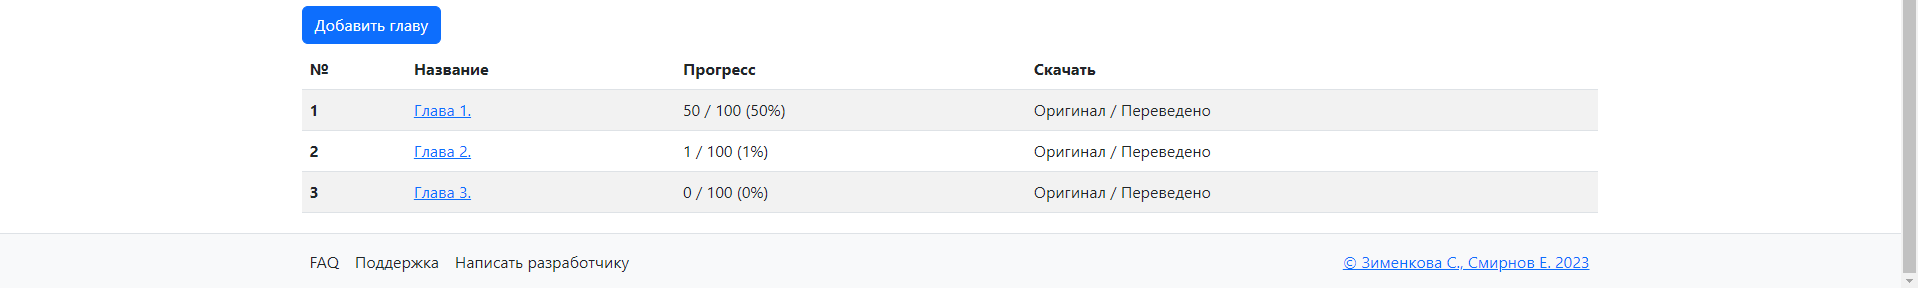 Добавить главу
№ Название Прогресс Скачать
1 Глава 1. 50 / 100 (50%) Оригинал / Переведено
2 Глава 2. 1 / 100 (1%) Оригинал / Переведено
3 Глава 3. 0 / 100 (0%) Оригинал / Переведено
FAQ Поддержка Написать разработчику © Зименкова С., Смирнов Е. 2023